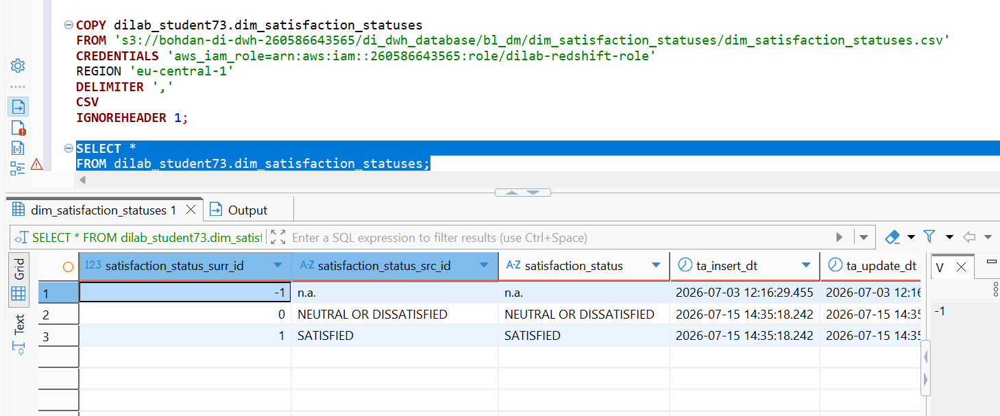 COPY dilab_student73.dim_satisfaction_statuses
FROM 's3://bohdan-di-dwh-260586643565/di_dwh_database/bl_dm/dim_satisfaction_statuses/dim_satisfaction_statuses.csv'
CREDENTIALS 'aws_iam_role=arn:aws:iam::260586643565:role/dilab-redshift-role'
REGION 'eu-central-1'
DELIMITER ','
CSV
IGNOREHEADER 1;
SELECT *
FROM dilab_student73.dim_satisfaction_statuses;
dim_satisfaction_statuses 1 Output
SELECT * FROM dilab_student73.dim_satisf Enter a SQL expression to filter results (use Ctrl+Space)
Grid
Text
123 satisfaction_status_surr_id A-Z satisfaction_status_src_id A-Z satisfaction_status ta_insert_dt ta_update_dt V
1 -1 n.a. n.a. 2026-07-03 12:16:29.455 2026-07-03 12:16
2 0 NEUTRAL OR DISSATISFIED NEUTRAL OR DISSATISFIED 2026-07-15 14:35:18.242 2026-07-15 14:35
3 1 SATISFIED SATISFIED 2026-07-15 14:35:18.242 2026-07-15 14:35
-1